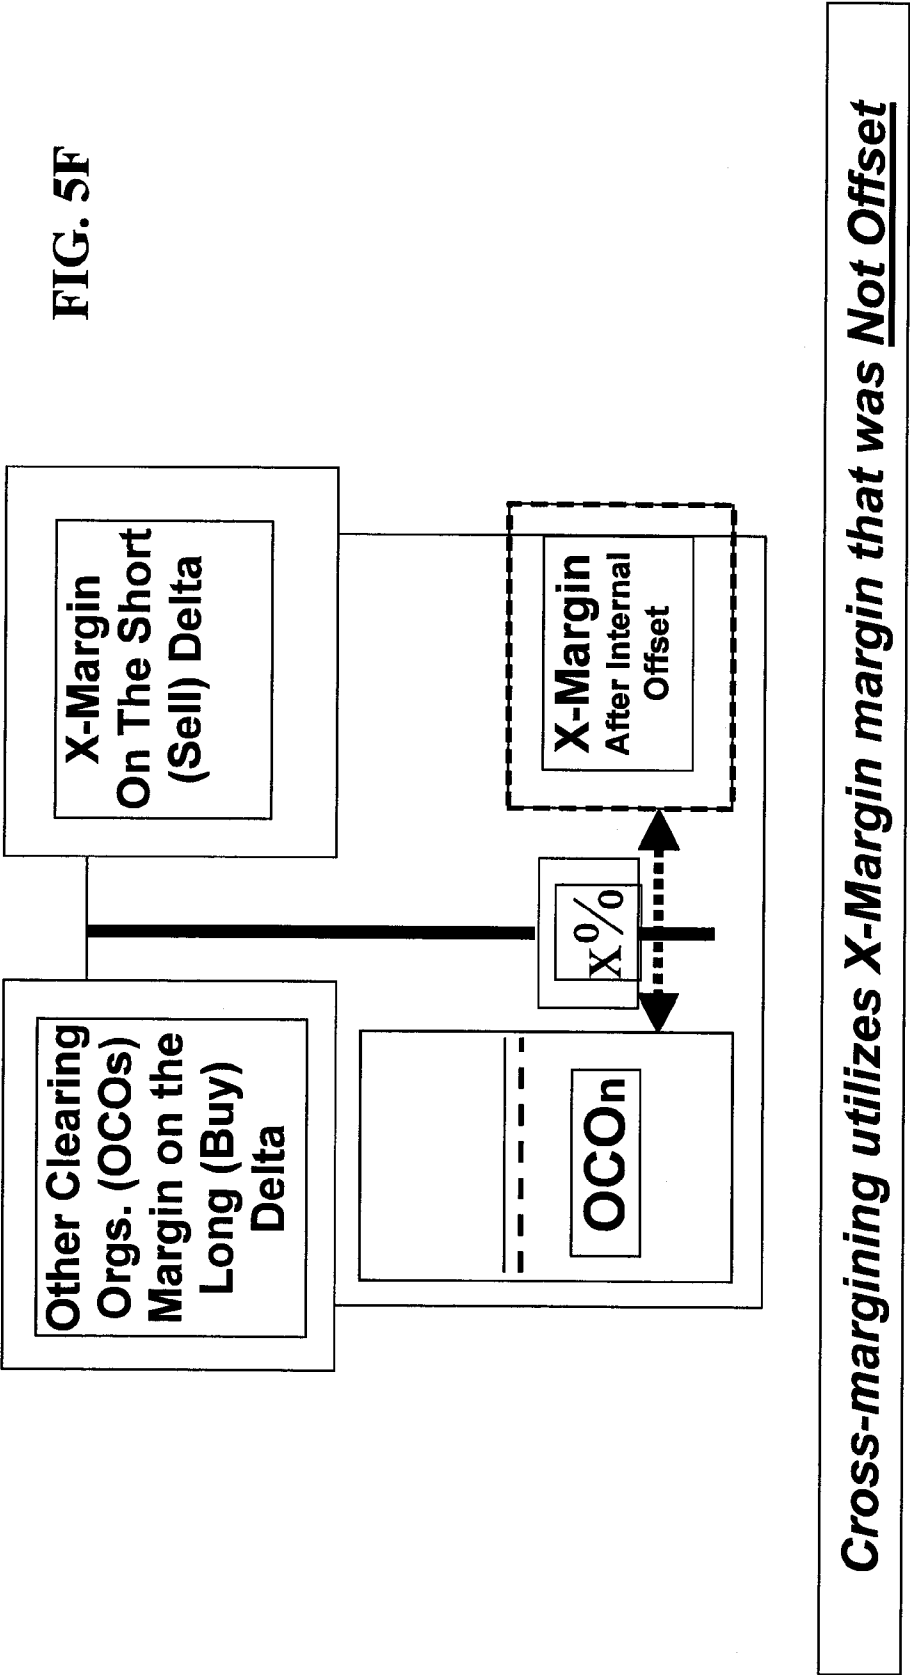 FIG. 5F
Other Clearing
Orgs. (OCOs)
Margin on the
Long (Buy)
Delta
X-Margin
On The Short
(Sell) Delta
OCOn
x%
X-Margin
After Internal
Offset
Cross-margining utilizes X-Margin margin that was Not Offset